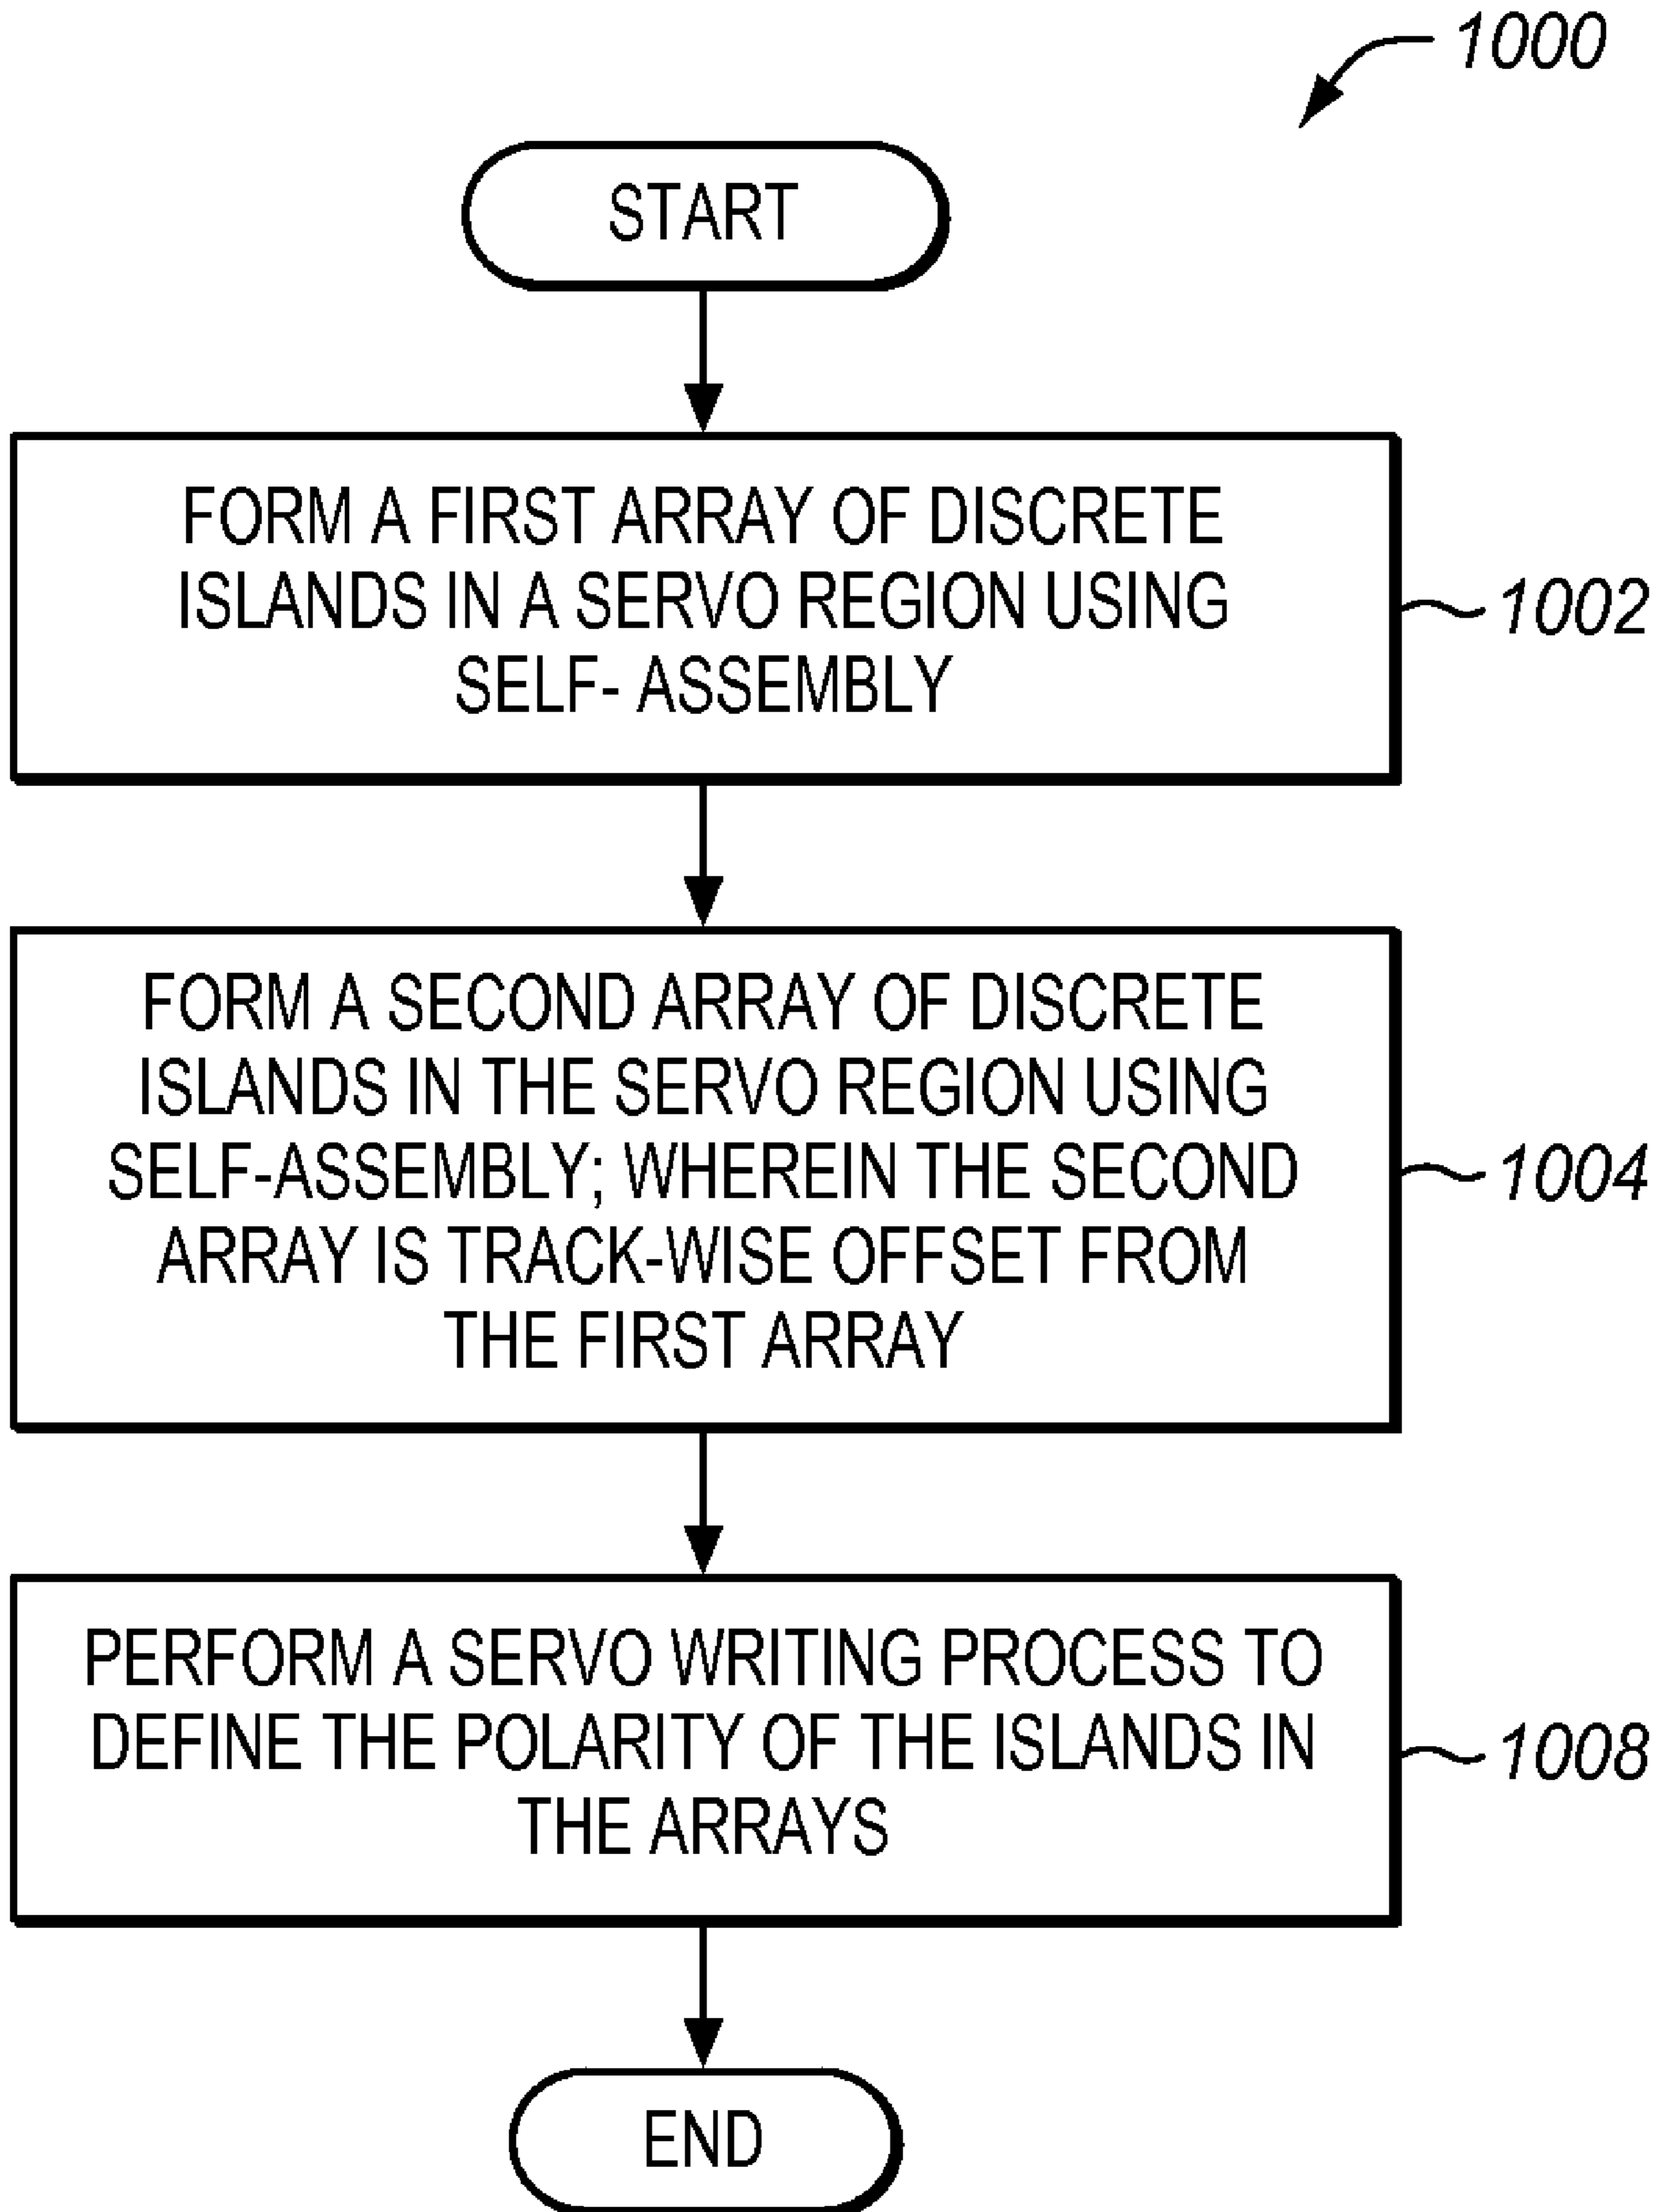 1000
START
FORM A FIRST ARRAY OF DISCRETE
ISLANDS IN A SERVO REGION USING
SELF- ASSEMBLY
1002
FORM A SECOND ARRAY OF DISCRETE
ISLANDS IN THE SERVO REGION USING
SELF-ASSEMBLY; WHEREIN THE SECOND
ARRAY IS TRACK-WISE OFFSET FROM
THE FIRST ARRAY
1004
PERFORM A SERVO WRITING PROCESS TO
DEFINE THE POLARITY OF THE ISLANDS IN
THE ARRAYS
1008
END